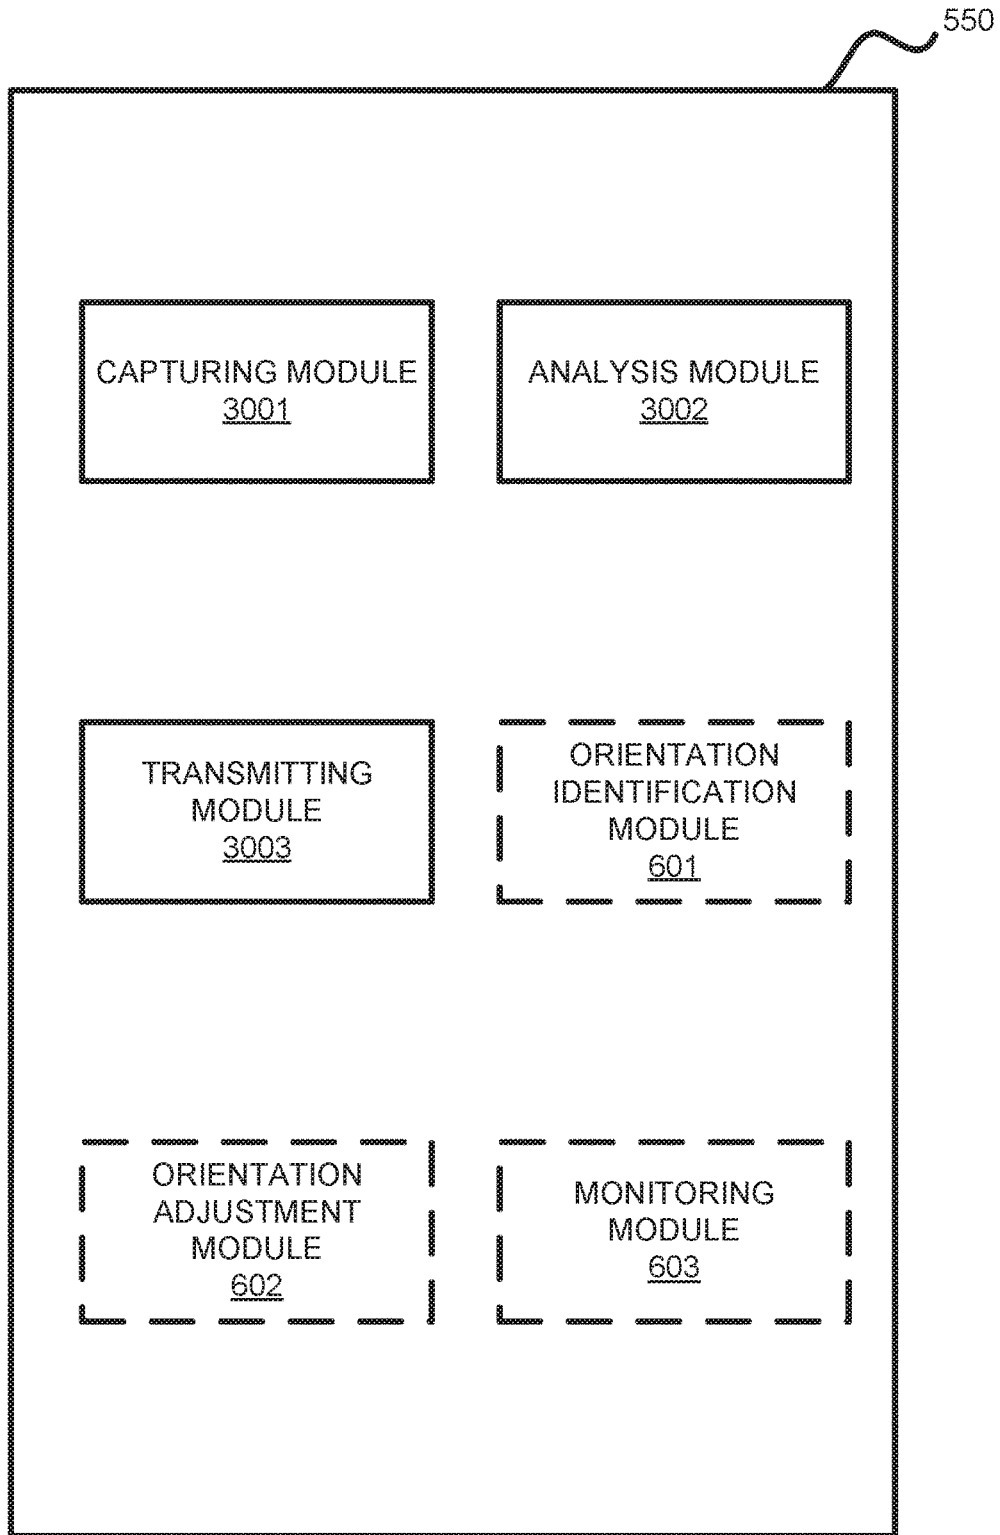 550
CAPTURING MODULE
3001
ANALYSIS MODULE
3002
TRANSMITTING
MODULE
3003
ORIENTATION
IDENTIFICATION
MODULE
601
ORIENTATION
ADJUSTMENT
MODULE
602
MONITORING
MODULE
603